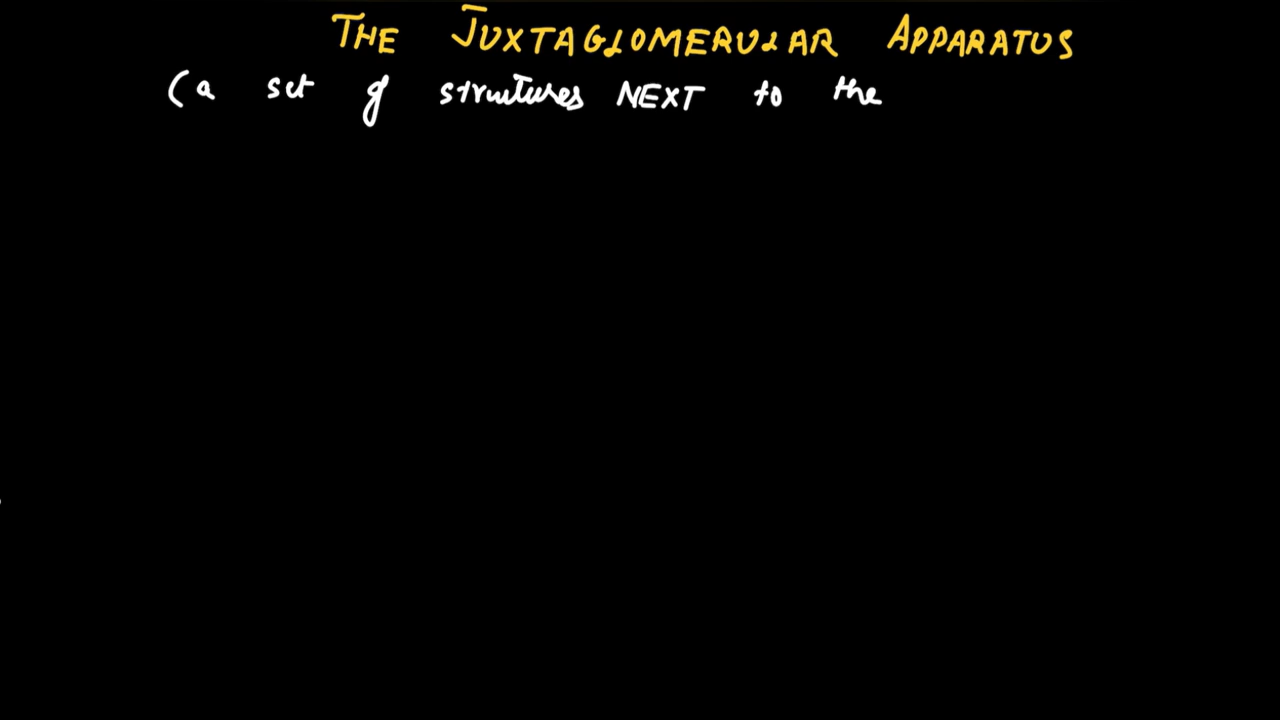 THE JUXTAGLOMERULAR APPARATUS
(a set of structures NEXT to the